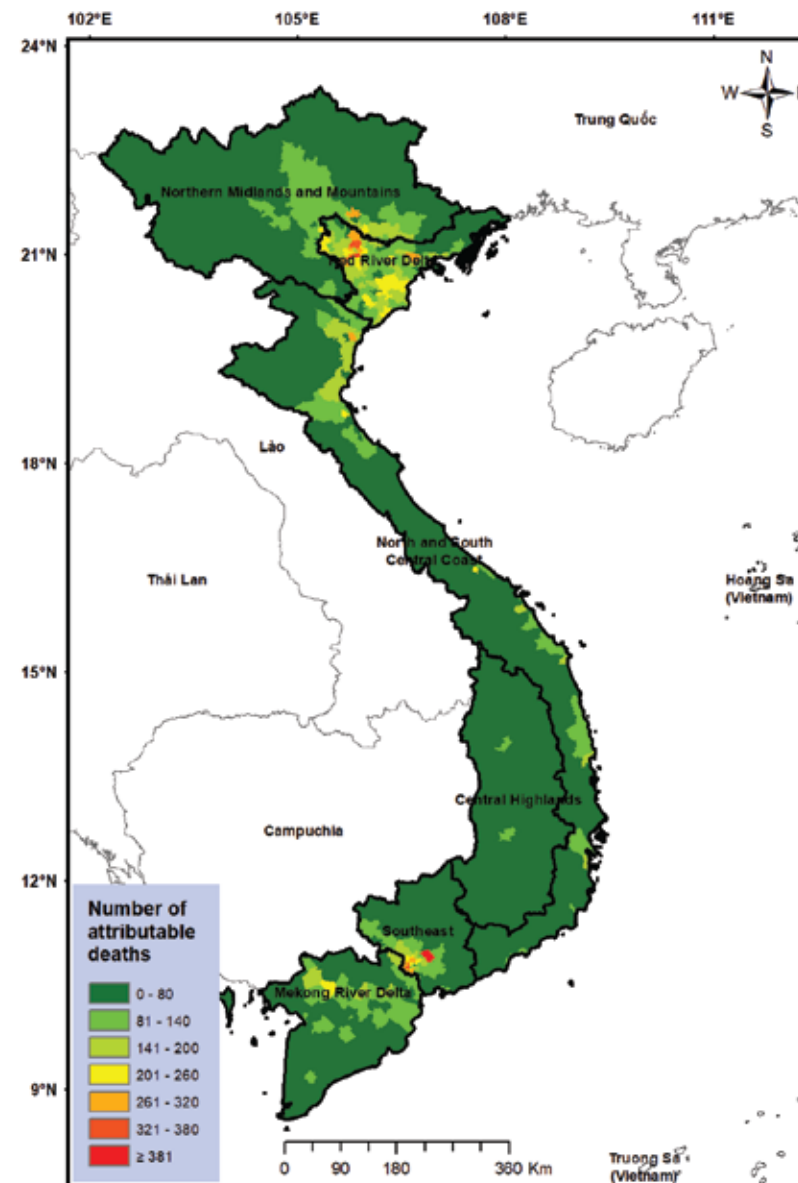 102°E 105°E 108°E 111°E
24°N
N
W
S
Trung Quốc
Northern Midlands and Mountains
21°N
Red River Delta
18°N
Lào
North and South
Central Coast
Thái Lan
Hoang Sa
(Vietnam)
15°N
Central Highlands
Campuchia
12°N
Number of
attributable
deaths
0 - 80
81 - 140
141 - 200
201 - 260
261 - 320
321 - 380
≥ 381
Southeast
Mekong River Delta
9°N
0 90 180 360 Km
Truong Sa
(Vietnam)